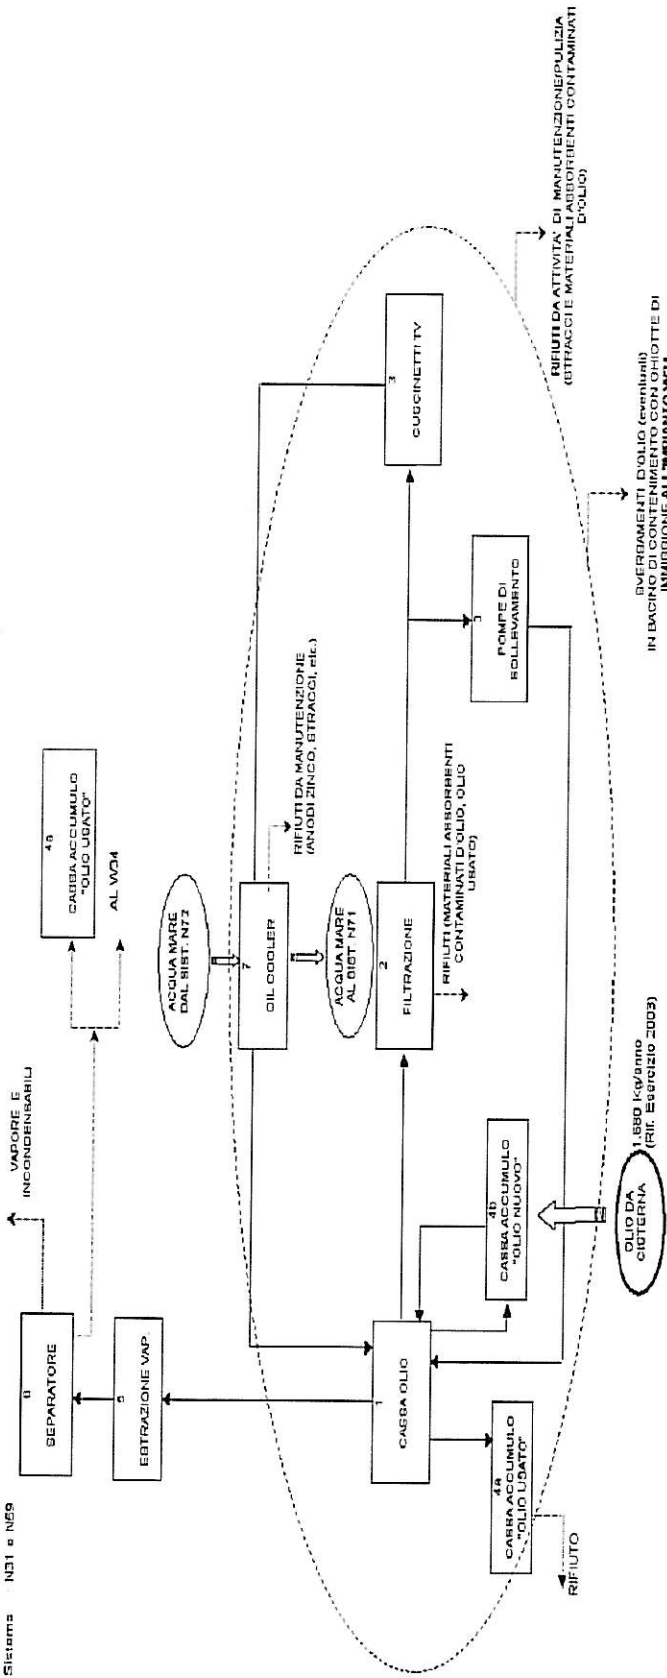 Sistema N31 e N69
VAPORE E
INCONDENSABILI
6
SEPARATORE
5
ESTRAZIONE VAP.
4a
CASSA ACCUMULO
"OLIO USATO"
AL W34
ACQUA MARE
DAL SIST. N72
7
OIL COOLER
RIFIUTI DA MANUTENZIONE
(ANODI ZINCO, STRACCI, etc.)
ACQUA MARE
AL SIST. N71
3
CUSCINETTI TV
1
CASSA OLIO
2
FILTRAZIONE
RIFIUTI (MATERIALI ASSORBENTI
CONTAMINATI D'OLIO, OLIO
USATO)
POMPE DI
SOLLEVAMENTO
4b
CASSA ACCUMULO
"OLIO NUOVO"
4a
CASSA ACCUMULO
"OLIO USATO"
RIFIUTO
OLIO DA
CISTERNA
1.680 Kg/anno
(Rif. Esercizio 2003)
RIFIUTI DA ATTIVITA' DI MANUTENZIONE/PULIZIA
(STRACCI E MATERIALI ASSORBENTI CONTAMINATI
D'OLIO)
SVERSAMENTI D'OLIO (eventuali)
IN BACINO DI CONTENIMENTO CON GHIOTTE DI